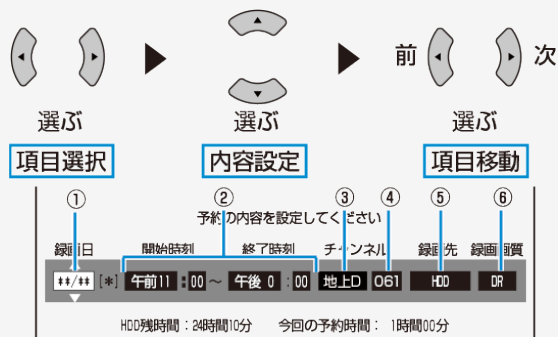 前 次
選ぶ 選ぶ 選ぶ
項目選択 内容設定 項目移動
① ② ③ ④ ⑤ ⑥
予約の内容を設定してください
録画日 開始時刻 終了時刻 チャンネル 録画先 録画画質
**/** [*] 午前11:00~ 午後 0:00 地上D 061 HDD DR
HDD残時間:24時間10分 今回の予約時間: 1時間00分